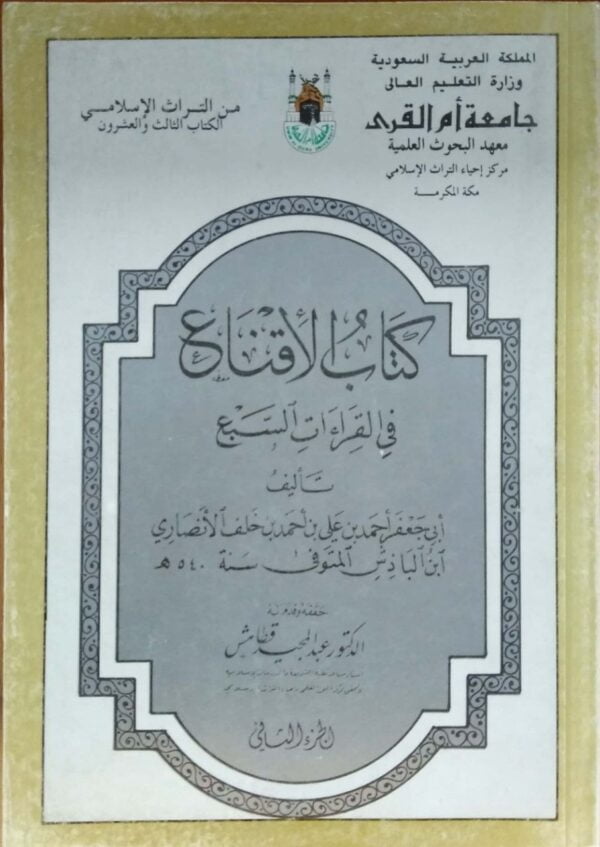 المملكة العربية السعودية
وزارة التعليم العالى
جامعة أم القرى
معهد البحوث العلمية
مركز إحياء التراث الإسلامي
مكة المكرمة
من التراث الإسلامي
الكتاب الثالث والعشرون
كتاب الإقناع
في القراءات السبع
تأليف
أبي جعفر أحمد بن علي بن أحمد بن خلف الأنصاري
ابن الباذش المتوفى سنة ٥٤٠ هـ
حققه وقدم له
الدكتور عبد المجيد قطامش
الجزء الثاني